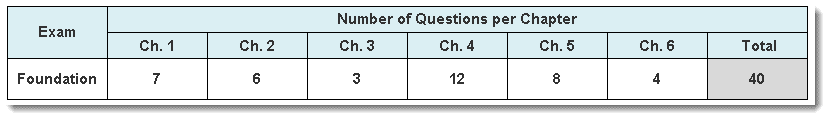 Exam Number of Questions per Chapter
Ch. 1 Ch. 2 Ch. 3 Ch. 4 Ch. 5 Ch. 6 Total
Foundation 7 6 3 12 8 4 40